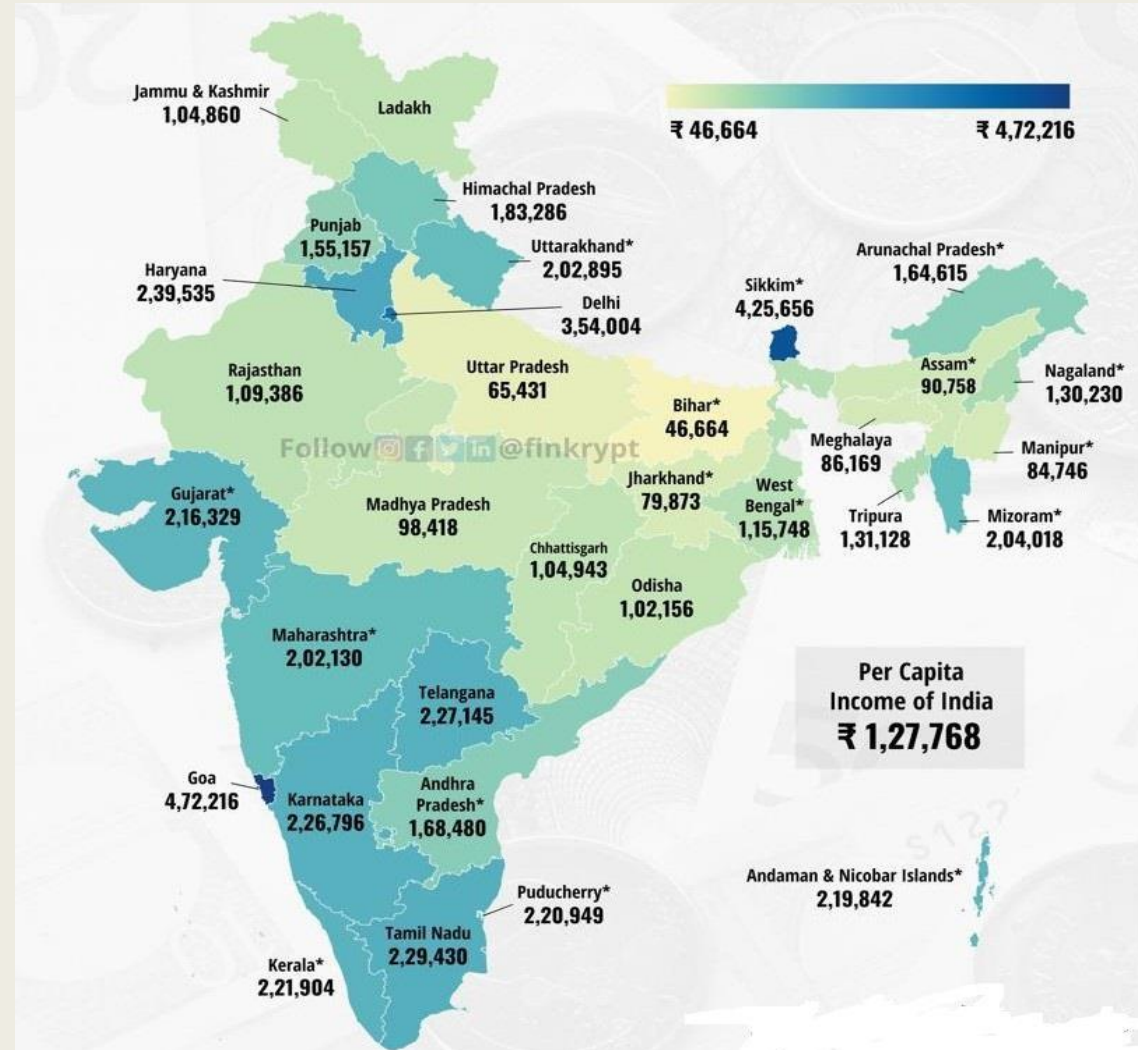 Jammu & Kashmir
1,04,860
Ladakh
₹ 46,664
₹ 4,72,216
Himachal Pradesh
1,83,286
Punjab
1,55,157
Uttarakhand*
2,02,895
Haryana
2,39,535
Delhi
3,54,004
Arunachal Pradesh*
1,64,615
Sikkim*
4,25,656
Rajasthan
1,09,386
Uttar Pradesh
65,431
Bihar*
46,664
Assam*
90,758
Nagaland*
1,30,230
Follow @finkrypt
Meghalaya
86,169
Manipur*
84,746
Gujarat*
2,16,329
Madhya Pradesh
98,418
Jharkhand*
79,873
West
Bengal*
1,15,748
Tripura
1,31,128
Mizoram*
2,04,018
Chhattisgarh
1,04,943
Odisha
1,02,156
Maharashtra*
2,02,130
Telangana
2,27,145
Per Capita
Income of India
₹ 1,27,768
Goa
4,72,216
Karnataka
2,26,796
Andhra
Pradesh*
1,68,480
Andaman & Nicobar Islands*
2,19,842
Puducherry*
2,20,949
Tamil Nadu
2,29,430
Kerala*
2,21,904